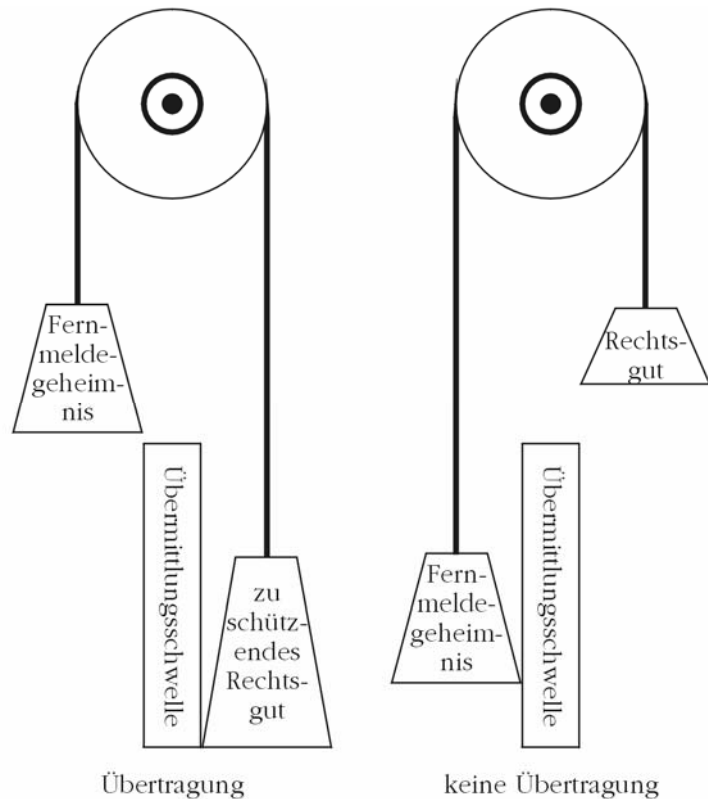 Fern-
melde-
geheim-
nis
Übermittlungsschwelle
zu
schütz-
endes
Rechts-
gut
Übertragung
Rechts-
gut
Fern-
melde-
geheim-
nis
Übermittlungsschwelle
keine Übertragung